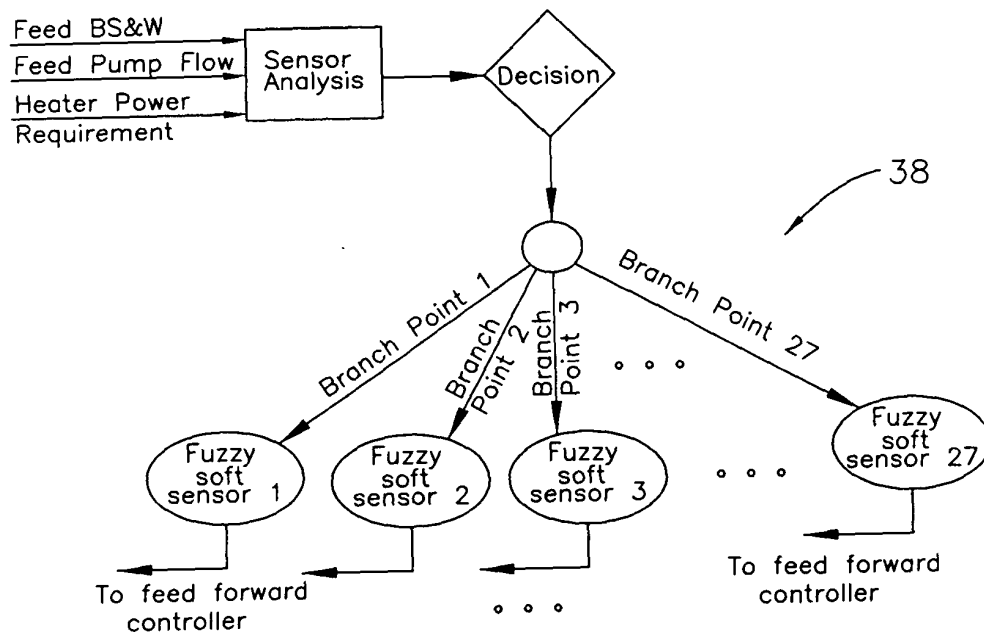 Feed BS&W
Feed Pump Flow
Heater Power
Requirement
Sensor
Analysis
Decision
38
Branch Point 1
Branch
Point 2
Branch
Point 3
Branch Point 27
Fuzzy
soft
sensor 1
Fuzzy
soft
sensor 2
Fuzzy
soft
sensor 3
Fuzzy
soft
sensor 27
To feed forward
controller
To feed forward
controller